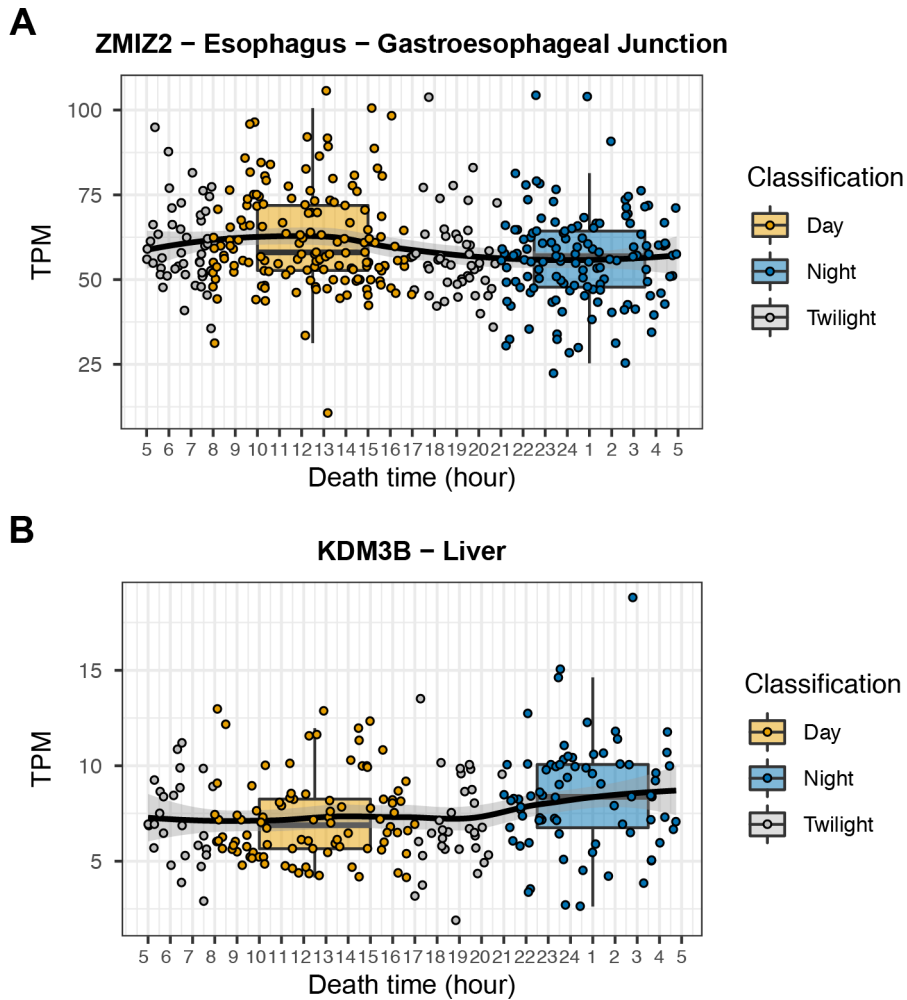 A
ZMIZ2 − Esophagus − Gastroesophageal Junction
TPM
100
75
50
25
5 6 7 8 9 10 11 12 13 14 15 16 17 18 19 20 21 22 23 24 1 2 3 4 5
Death time (hour)
Classification
Day
Night
Twilight
B
KDM3B − Liver
TPM
15
10
5
5 6 7 8 9 10 11 12 13 14 15 16 17 18 19 20 21 22 23 24 1 2 3 4 5
Death time (hour)
Classification
Day
Night
Twilight